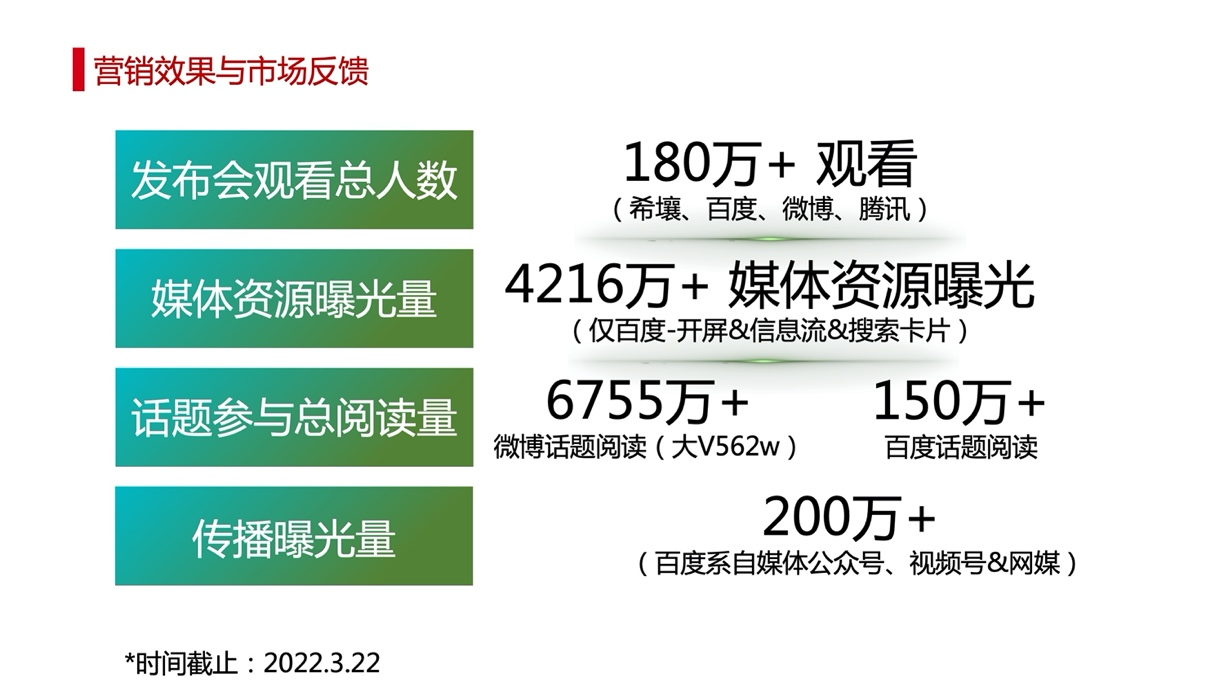 营销效果与市场反馈
发布会观看总人数
180万+ 观看
（希壤、百度、微博、腾讯）
媒体资源曝光量
4216万+ 媒体资源曝光
（仅百度-开屏&信息流&搜索卡片）
话题参与总阅读量
6755万+ 150万+
微博话题阅读（大V562w） 百度话题阅读
传播曝光量
200万+
（百度系自媒体公众号、视频号&网媒）
*时间截止：2022.3.22